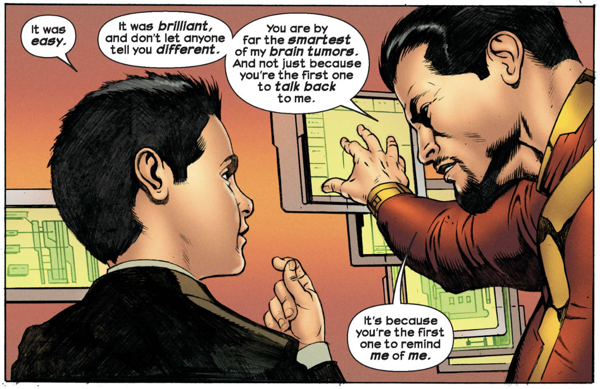 It was
easy.
It was brilliant,
and don't let anyone
tell you different.
You are by
far the smartest
of my brain tumors.
And not just because
you're the first one
to talk back
to me.
It's because
you're the first
one to remind
me of me.